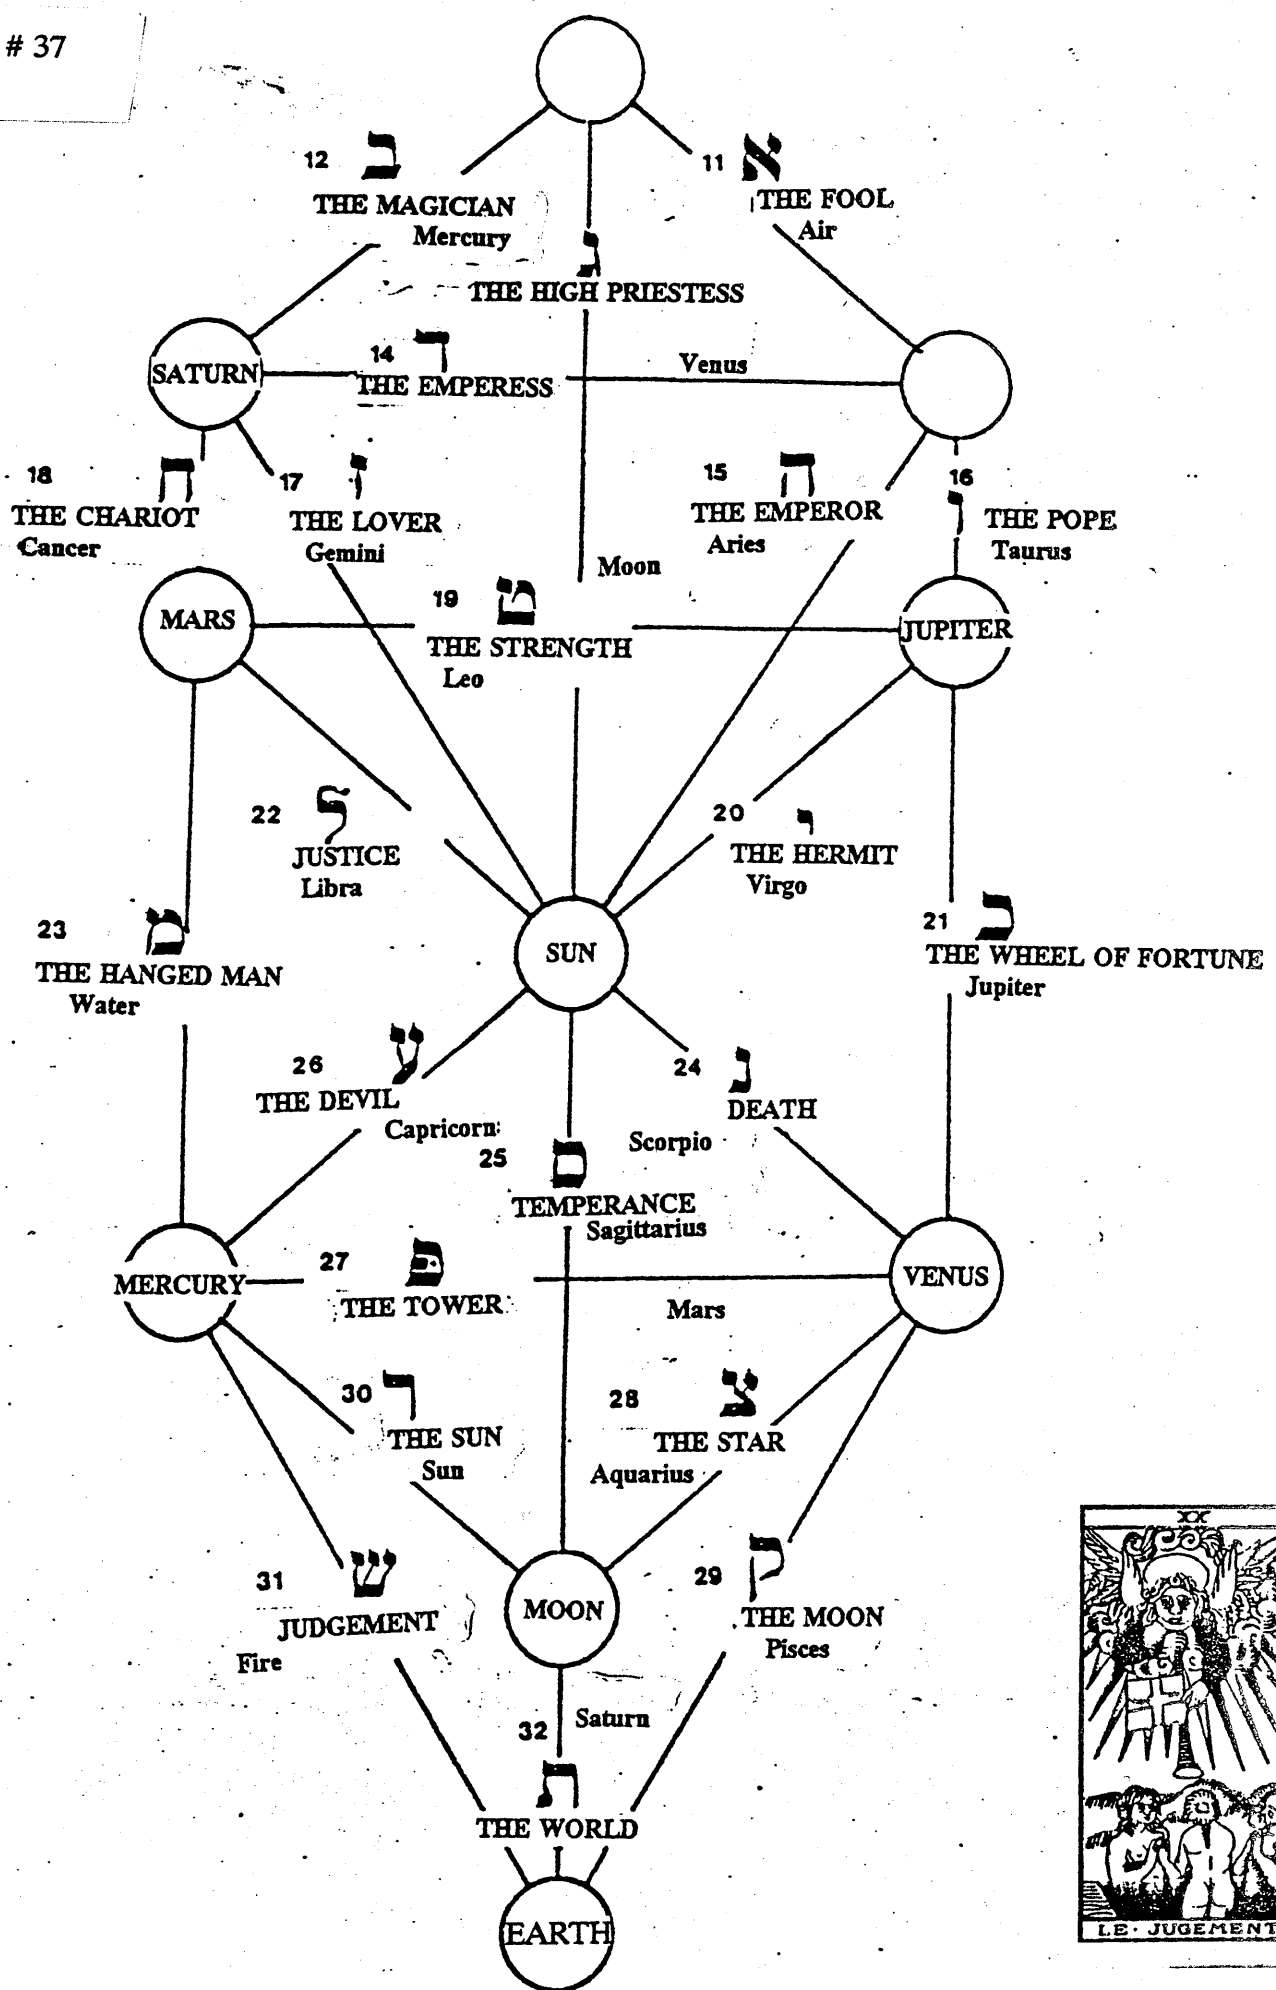 # 37
12 ב
11 א
THE MAGICIAN
THE FOOL
Mercury
Air
ג
THE HIGH PRIESTESS
14 ד
THE EMPERESS
Venus
SATURN
18 ח
THE CHARIOT
Cancer
17 ז
THE LOVER
Gemini
15 ה
THE EMPEROR
Aries
16
ו
THE POPE
Taurus
Moon
MARS
19 ט
THE STRENGTH
Leo
JUPITER
22 ל
JUSTICE
Libra
20 י
THE HERMIT
Virgo
23 מ
THE HANGED MAN
Water
SUN
21 כ
THE WHEEL OF FORTUNE
Jupiter
26 ע
THE DEVIL
Capricorn
24 נ
DEATH
Scorpio
25 ס
TEMPERANCE
Sagittarius
MERCURY
27 פ
THE TOWER
Mars
VENUS
30 ר
THE SUN
Sun
28 צ
THE STAR
Aquarius
31 ש
JUDGEMENT
Fire
MOON
29 ק
THE MOON
Pisces
32
Saturn
ת
THE WORLD
EARTH
XX
LE · JUGEMENT